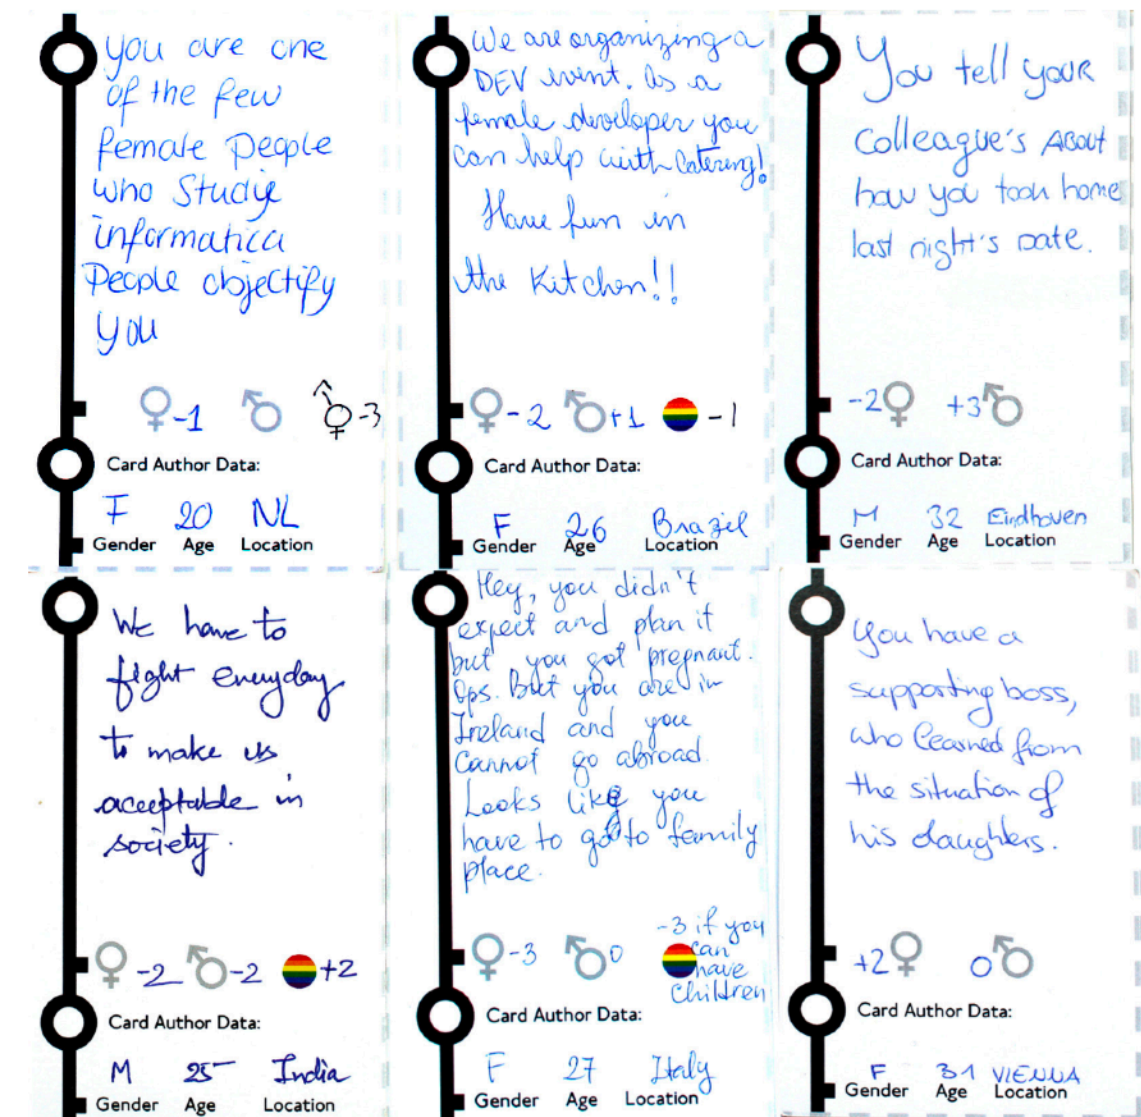 you are one
of the few
female people
who studie
informatica
People objectify
you
♀-1 ♂ -3
Card Author Data:
F 20 NL
Gender Age Location
We are organizing a
DEV event. As a
female developer you
can help with Catering!
Have fun in
the Kitchen!!
♀-2 ♂+1 -1
Card Author Data:
F 26 Brazil
Gender Age Location
You tell your
colleague's About
how you took home
last night's Date.
-2♀ +3♂
Card Author Data:
M 32 Eindhoven
Gender Age Location
We have to
fight everyday
to make us
acceptable in
society.
♀-2 ♂-2 +2
Card Author Data:
M 25 India
Gender Age Location
Hey, you didn't
expect and plan it
but you got pregnant.
Ops. But you are in
Ireland and you
cannot go abroad.
Looks like you
have to go to family
place.
-3 if you
can
have
children
♀-3 ♂0
Card Author Data:
F 27 Italy
Gender Age Location
You have a
supporting boss,
who learned from
the situation of
his daughters.
+2♀ 0♂
Card Author Data:
F 31 VIENNA
Gender Age Location